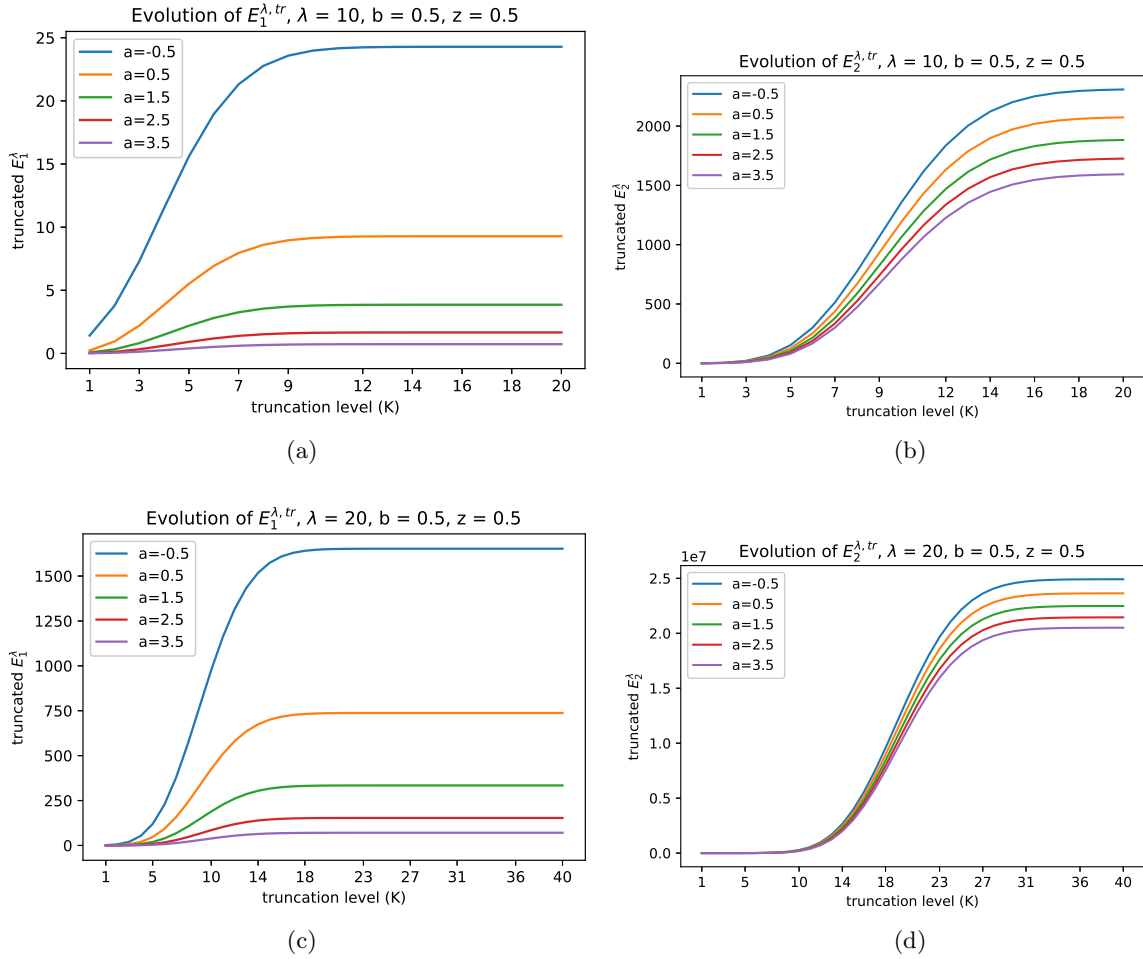 Evolution of E_1^{λ,tr}, λ = 10, b = 0.5, z = 0.5
25
20
15
10
5
0
truncated E_1^λ
a=-0.5
a=0.5
a=1.5
a=2.5
a=3.5
1 3 5 7 9 12 14 16 18 20
truncation level (K)
(a)
Evolution of E_2^{λ,tr}, λ = 10, b = 0.5, z = 0.5
2000
1500
1000
500
0
truncated E_2^λ
a=-0.5
a=0.5
a=1.5
a=2.5
a=3.5
1 3 5 7 9 12 14 16 18 20
truncation level (K)
(b)
Evolution of E_1^{λ,tr}, λ = 20, b = 0.5, z = 0.5
1500
1250
1000
750
500
250
0
truncated E_1^λ
a=-0.5
a=0.5
a=1.5
a=2.5
a=3.5
1 5 10 14 18 23 27 31 36 40
truncation level (K)
(c)
1e7
Evolution of E_2^{λ,tr}, λ = 20, b = 0.5, z = 0.5
2.5
2.0
1.5
1.0
0.5
0.0
truncated E_2^λ
a=-0.5
a=0.5
a=1.5
a=2.5
a=3.5
1 5 10 14 18 23 27 31 36 40
truncation level (K)
(d)